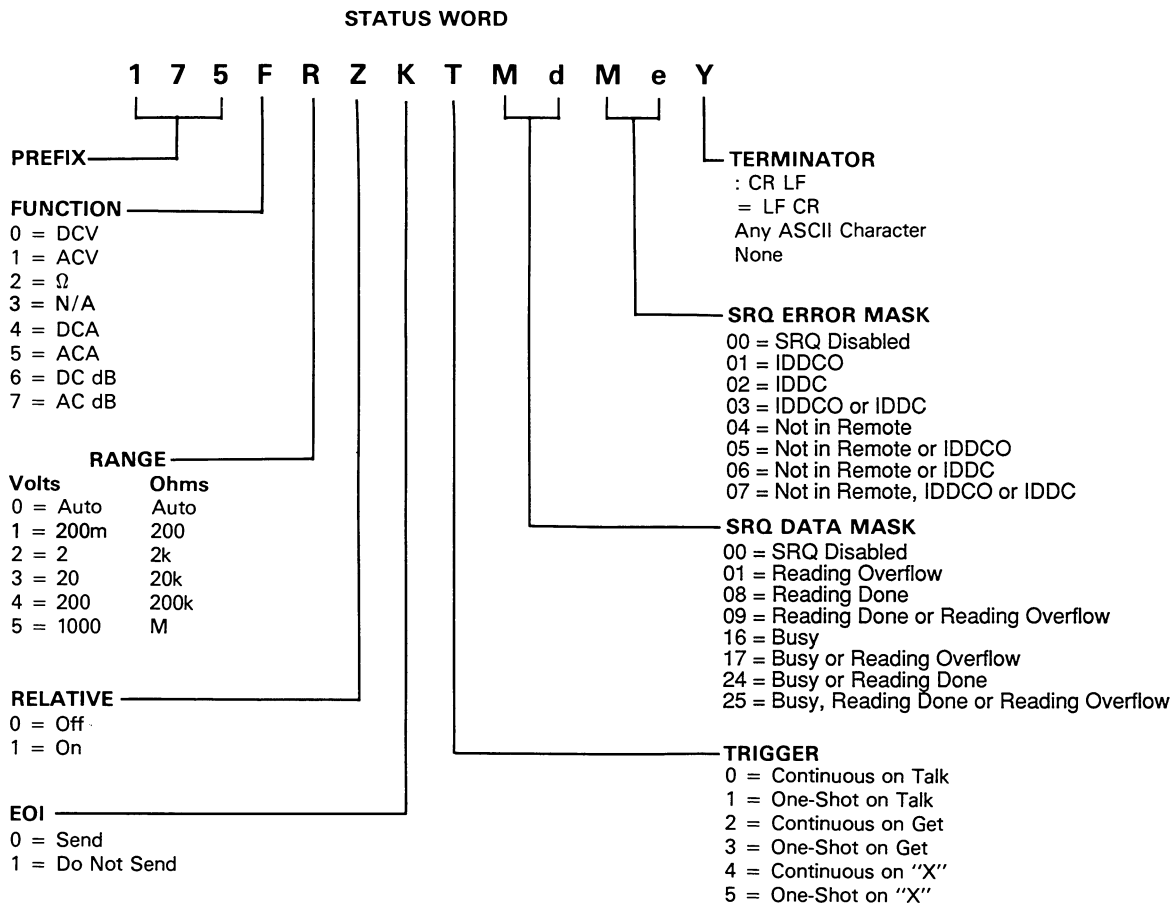 STATUS WORD
1 7 5 F R Z K T M d M e Y
PREFIX
FUNCTION
0 = DCV
1 = ACV
2 = Ω
3 = N/A
4 = DCA
5 = ACA
6 = DC dB
7 = AC dB
RANGE
Volts Ohms
0 = Auto Auto
1 = 200m 200
2 = 2 2k
3 = 20 20k
4 = 200 200k
5 = 1000 M
RELATIVE
0 = Off
1 = On
EOI
0 = Send
1 = Do Not Send
TERMINATOR
: CR LF
= LF CR
Any ASCII Character
None
SRQ ERROR MASK
00 = SRQ Disabled
01 = IDDCO
02 = IDDC
03 = IDDCO or IDDC
04 = Not in Remote
05 = Not in Remote or IDDCO
06 = Not in Remote or IDDC
07 = Not in Remote, IDDCO or IDDC
SRQ DATA MASK
00 = SRQ Disabled
01 = Reading Overflow
08 = Reading Done
09 = Reading Done or Reading Overflow
16 = Busy
17 = Busy or Reading Overflow
24 = Busy or Reading Done
25 = Busy, Reading Done or Reading Overflow
TRIGGER
0 = Continuous on Talk
1 = One-Shot on Talk
2 = Continuous on Get
3 = One-Shot on Get
4 = Continuous on "X"
5 = One-Shot on "X"